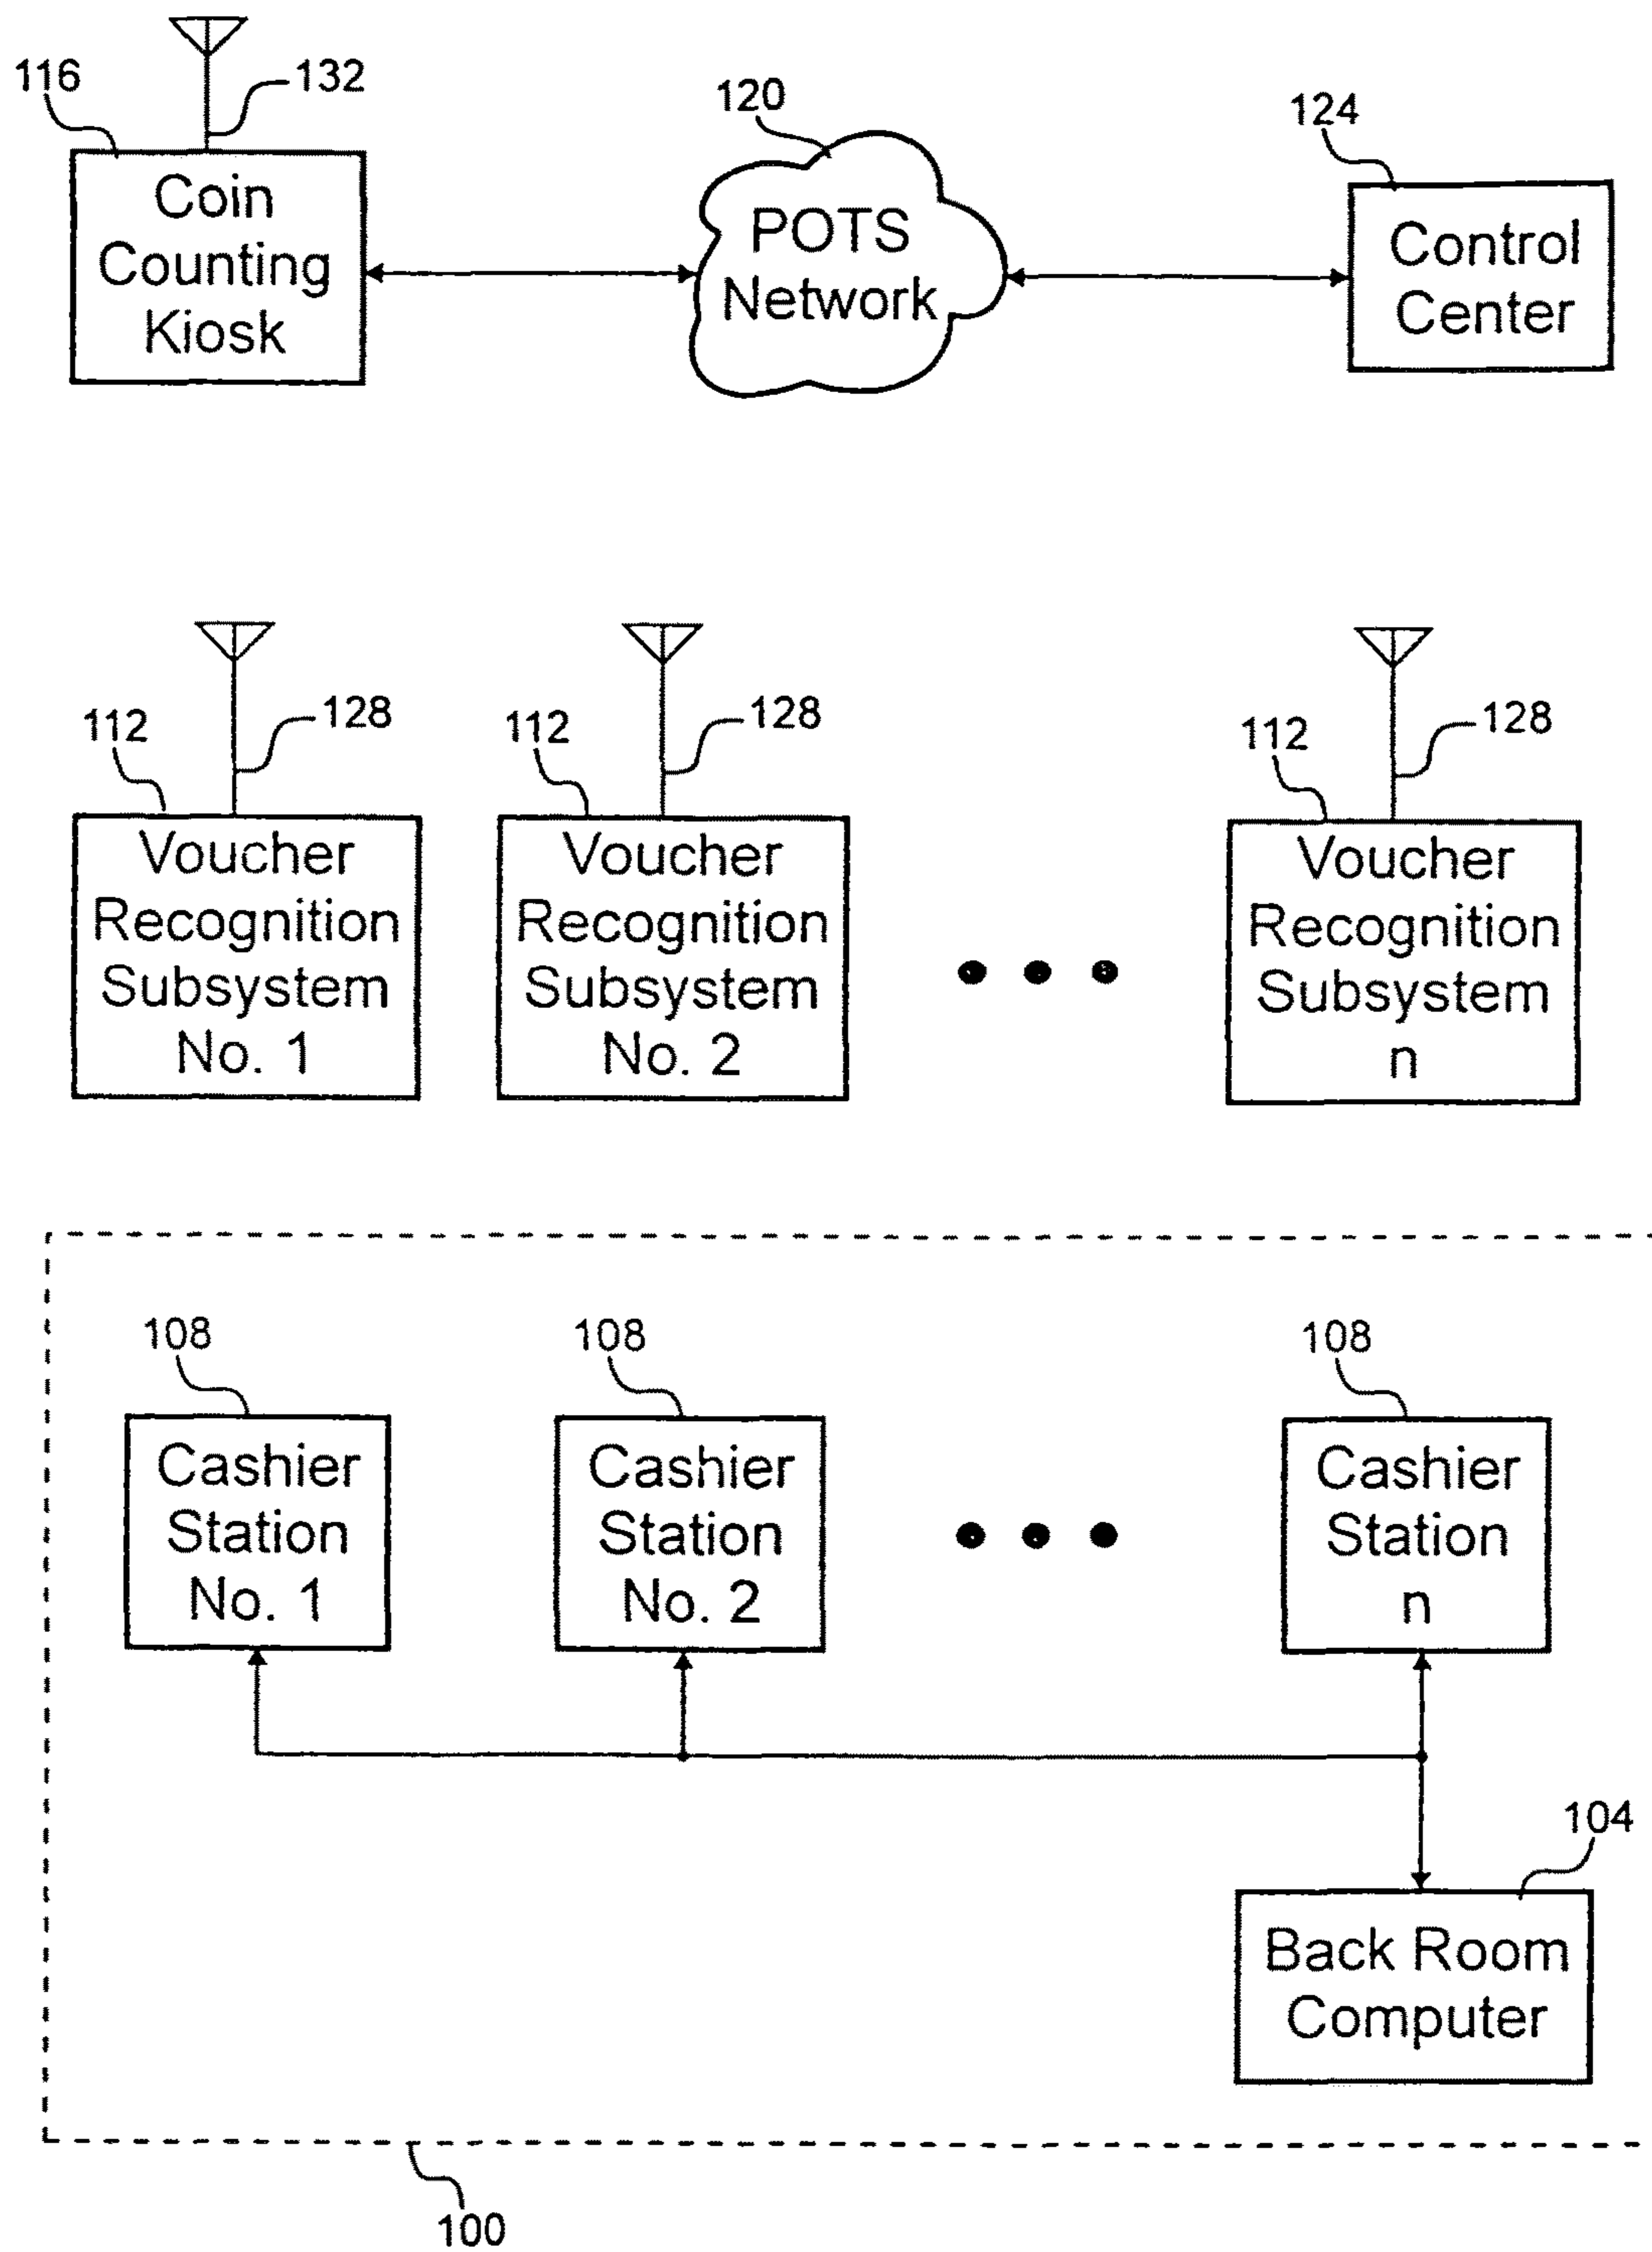 116
132
120
124
Coin
Counting
Kiosk
POTS
Network
Control
Center
112
128
112
128
112
128
Voucher
Recognition
Subsystem
No. 1
Voucher
Recognition
Subsystem
No. 2
Voucher
Recognition
Subsystem
n
108
108
108
Cashier
Station
No. 1
Cashier
Station
No. 2
Cashier
Station
n
104
Back Room
Computer
100